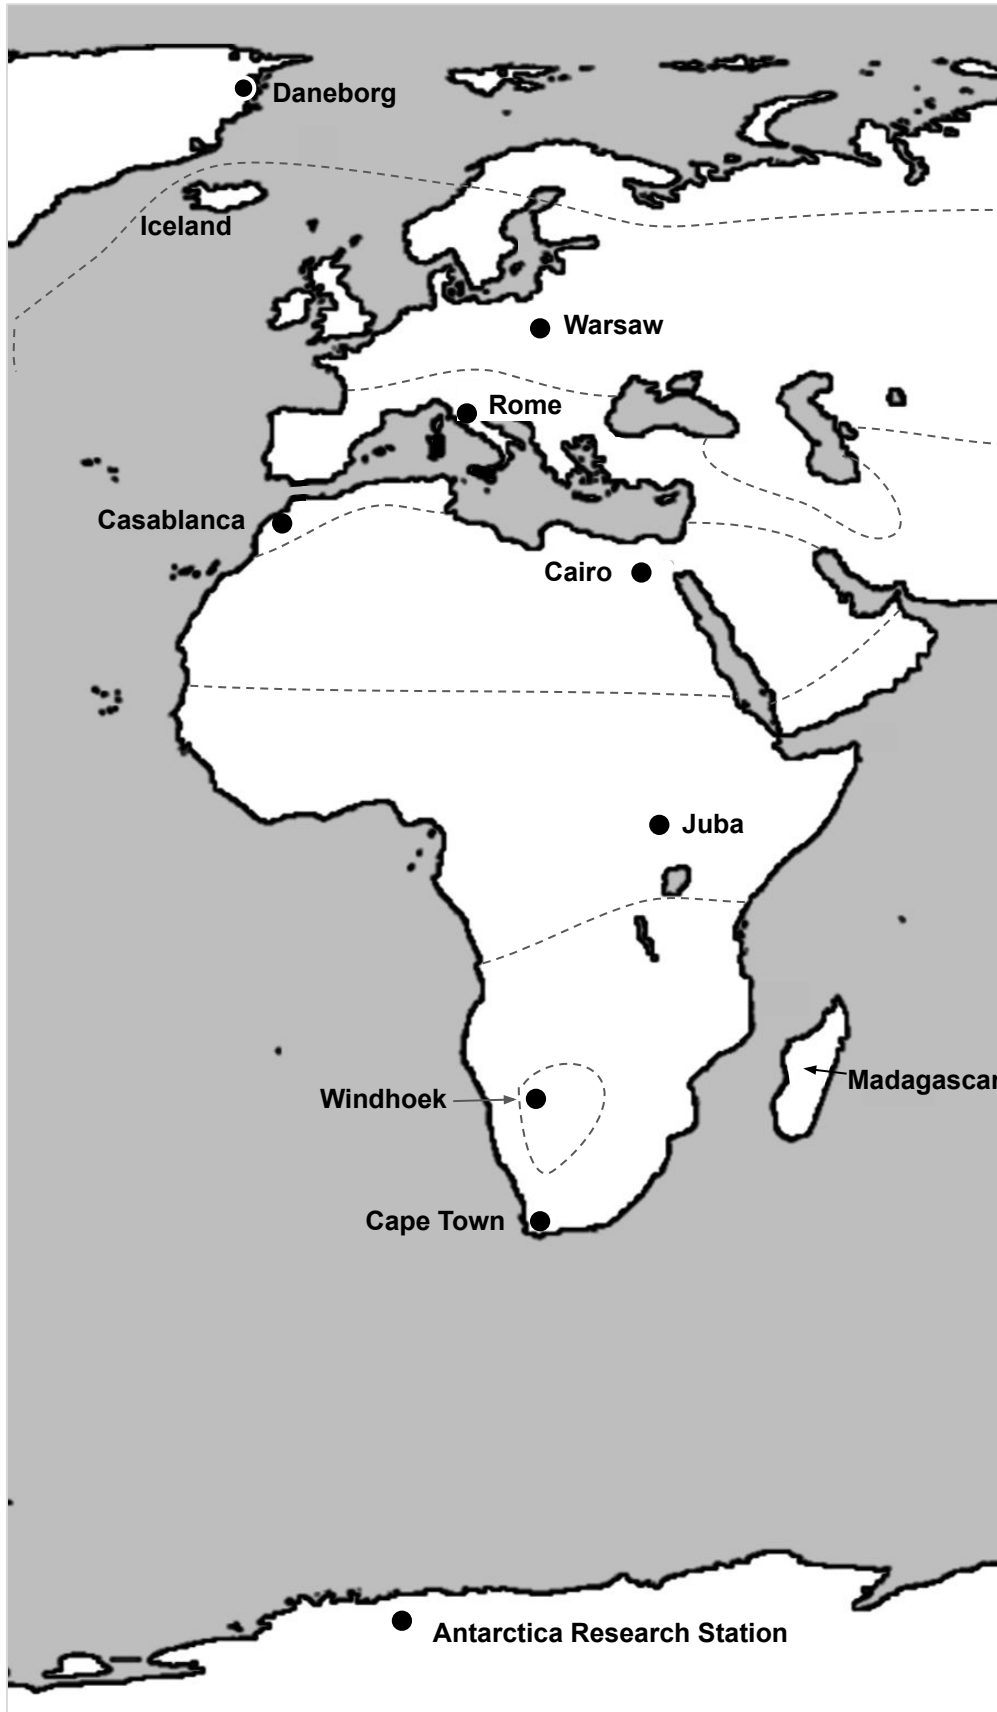 Daneborg
Iceland
Warsaw
Rome
Casablanca
Cairo
Juba
Windhoek
Madagascar
Cape Town
Antarctica Research Station